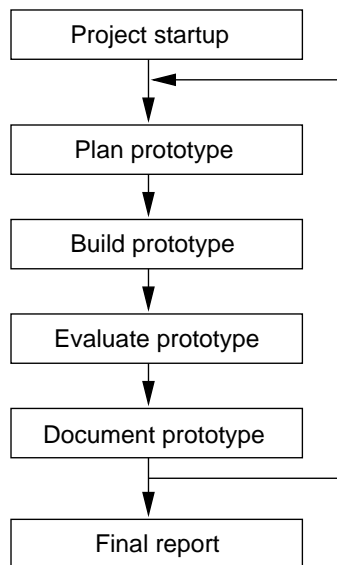 Project startup
Plan prototype
Build prototype
Evaluate prototype
Document prototype
Final report